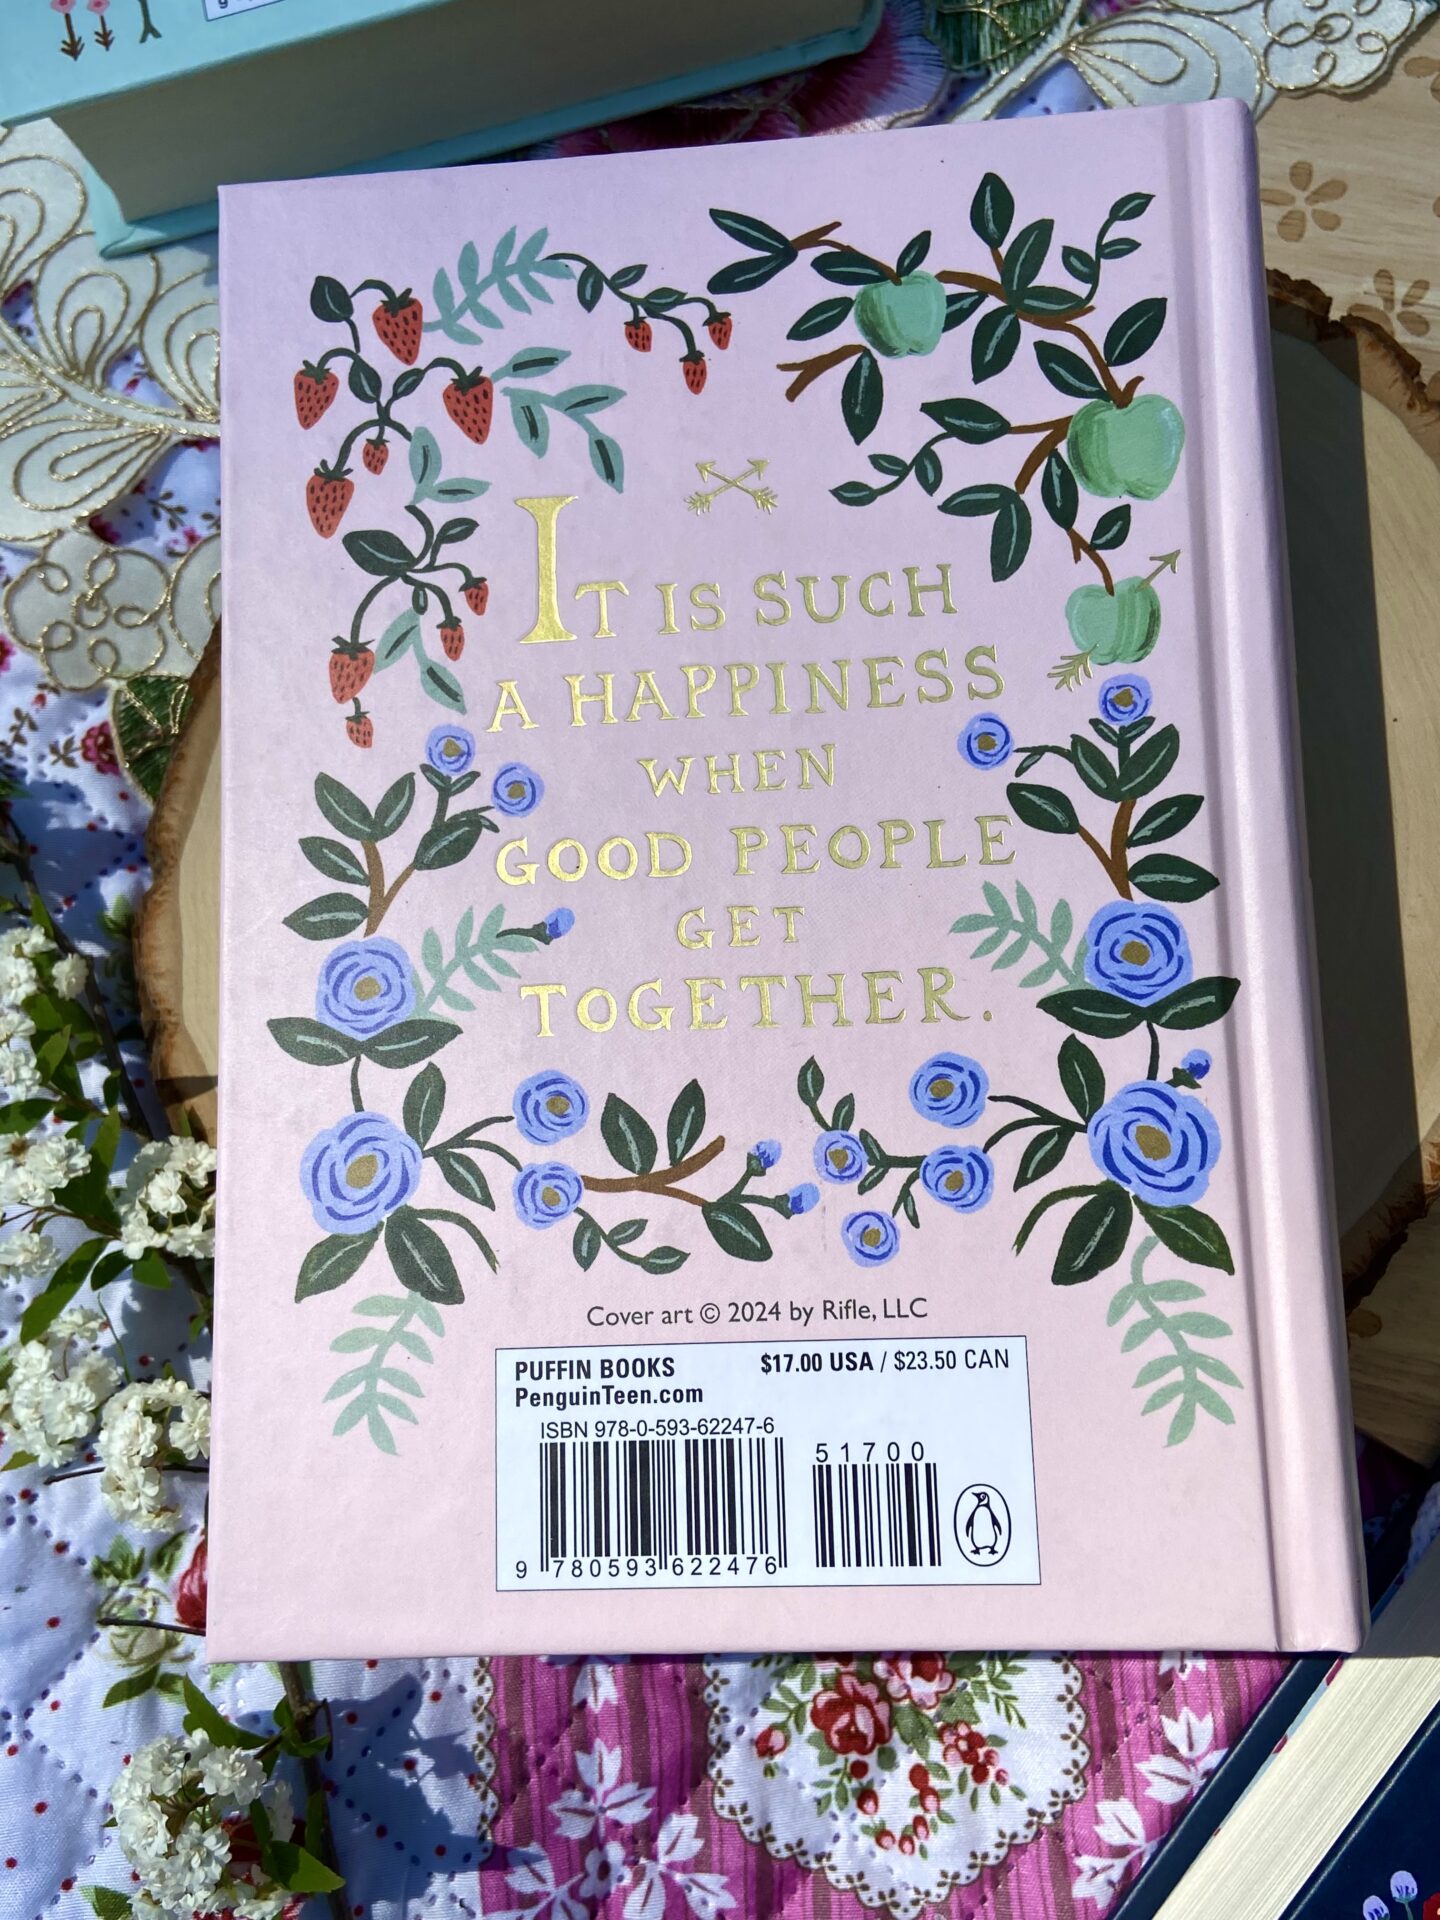 IT IS SUCH
A HAPPINESS
WHEN
GOOD PEOPLE
GET
TOGETHER.
Cover art © 2024 by Rifle, LLC
PUFFIN BOOKS $17.00 USA / $23.50 CAN
PenguinTeen.com
ISBN 978-0-593-62247-6
51700
9 780593 622476